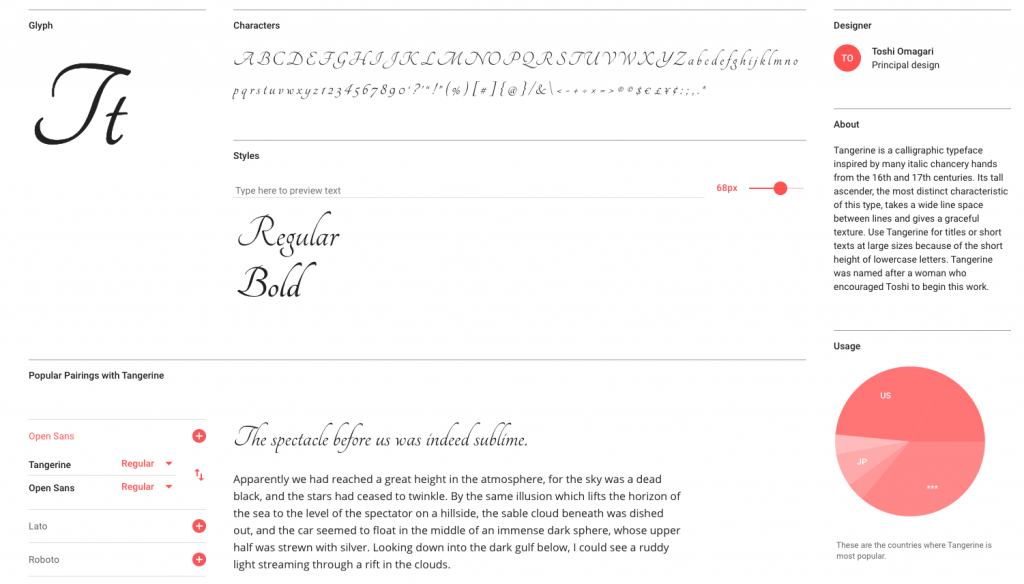 Glyph
Tt
Characters
ABCDEFGHIJKLMNOPQRSTUVWXYZabcdefghijklmno
pqrstuvwxyz1234567890‘?’“!”(%)[#]{@}/&\<-+÷×=>®©$€£¥¢:;,.*
Styles
Type here to preview text
68px
Regular
Bold
Popular Pairings with Tangerine
Open Sans
Tangerine Regular
Open Sans Regular
Lato
Roboto
The spectacle before us was indeed sublime.
Apparently we had reached a great height in the atmosphere, for the sky was a dead
black, and the stars had ceased to twinkle. By the same illusion which lifts the horizon of
the sea to the level of the spectator on a hillside, the sable cloud beneath was dished
out, and the car seemed to float in the middle of an immense dark sphere, whose upper
half was strewn with silver. Looking down into the dark gulf below, I could see a ruddy
light streaming through a rift in the clouds.
Designer
TO
Toshi Omagari
Principal design
About
Tangerine is a calligraphic typeface
inspired by many italic chancery hands
from the 16th and 17th centuries. Its tall
ascender, the most distinct characteristic
of this type, takes a wide line space
between lines and gives a graceful
texture. Use Tangerine for titles or short
texts at large sizes because of the short
height of lowercase letters. Tangerine
was named after a woman who
encouraged Toshi to begin this work.
Usage
US
JP
***
These are the countries where Tangerine is
most popular.